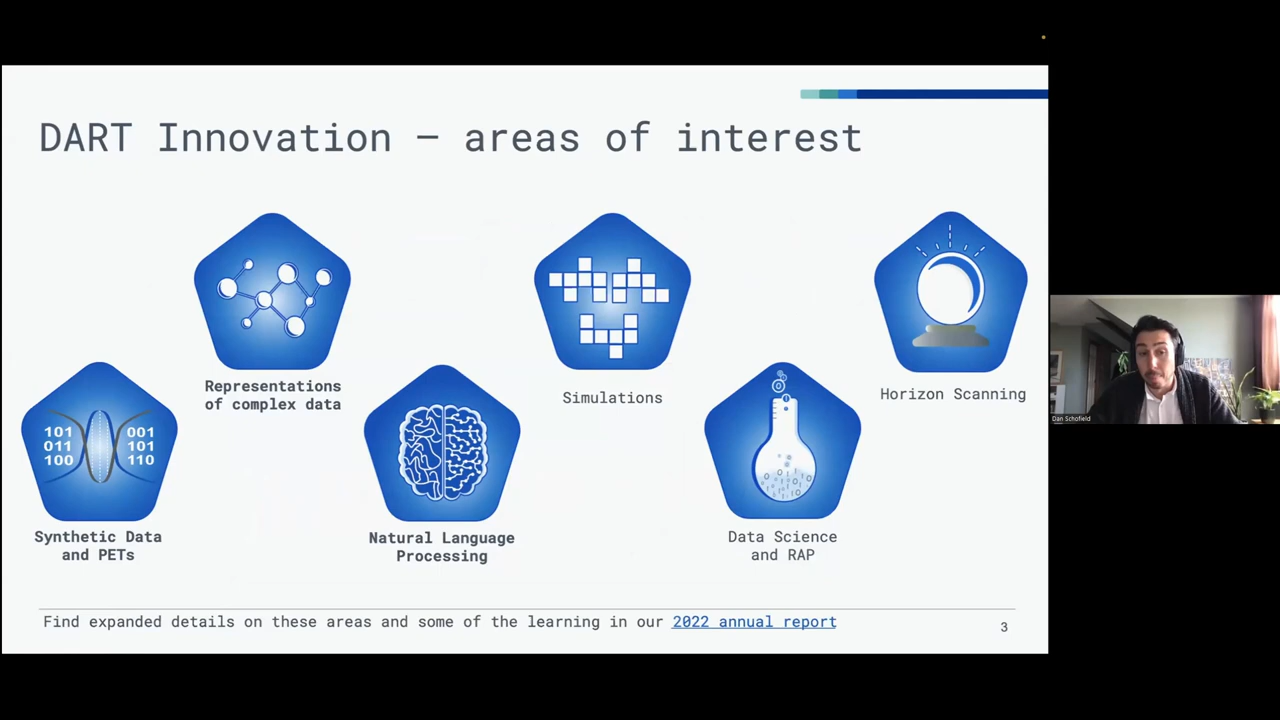 DART Innovation – areas of interest
Representations
of complex data
Simulations
Horizon Scanning
101
011
100
001
101
110
Synthetic Data
and PETs
Natural Language
Processing
Data Science
and RAP
Find expanded details on these areas and some of the learning in our 2022 annual report
3
Dan Schofield